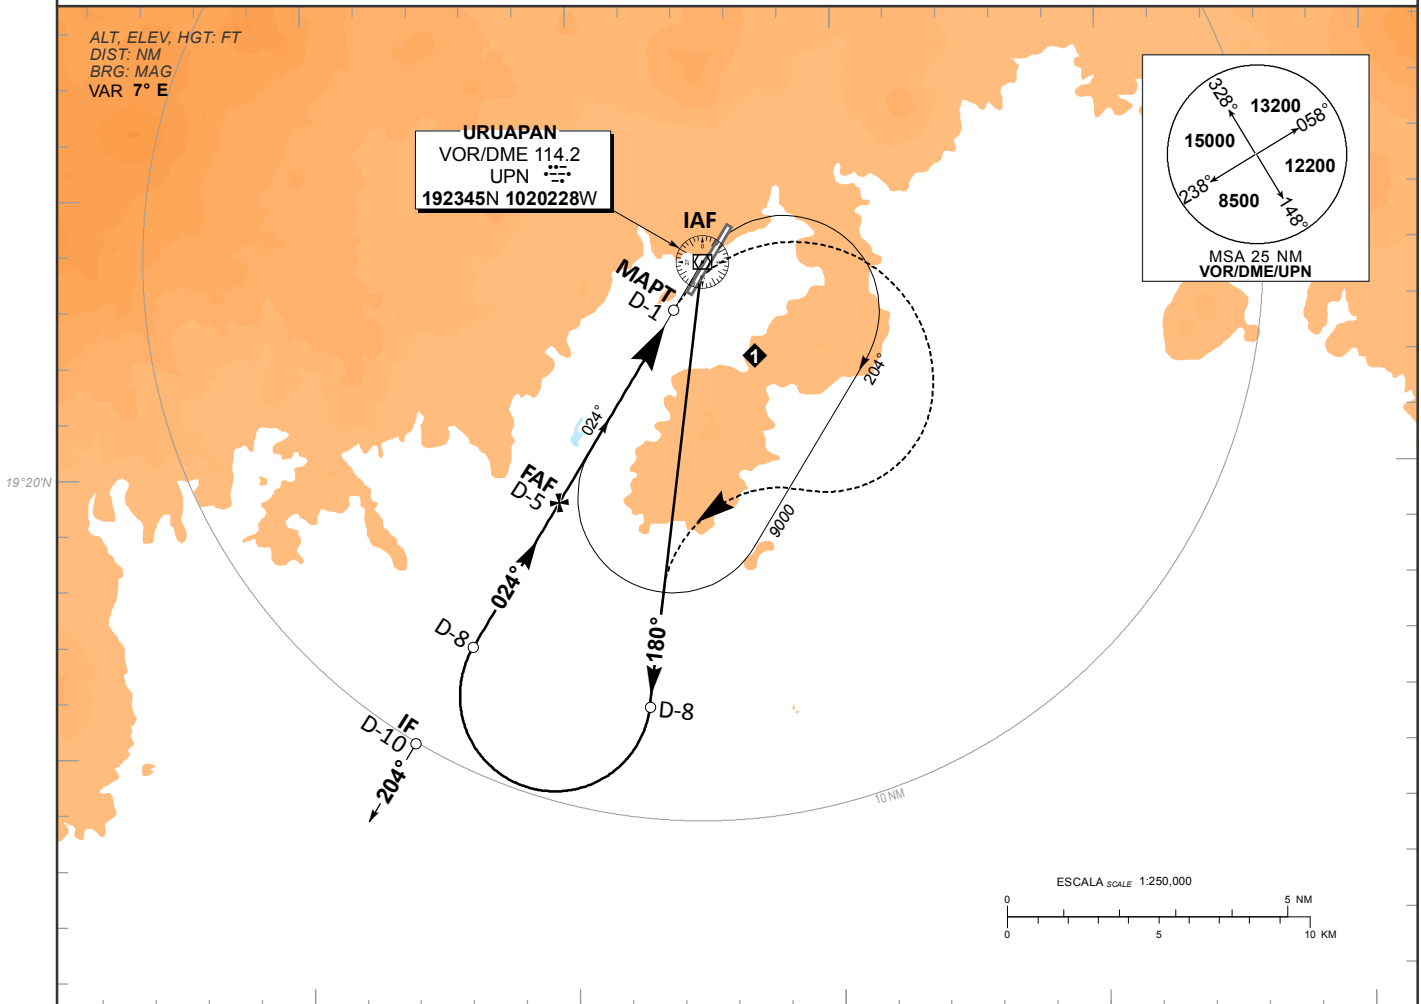 ALT, ELEV, HGT: FT
DIST: NM
BRG: MAG
VAR 7° E
URUAPAN
VOR/DME 114.2
UPN
192345N 1020228W
IAF
MAPT
D-1
1
204°
024°
FAF
D-5
9000
024°
D-8
180°
D-8
IF
D-10
204°
10 NM
19°20'N
328°
13200
058°
15000
12200
238°
8500
148°
MSA 25 NM
VOR/DME/UPN
ESCALA SCALE 1:250,000
0 5 NM
0 5 10 KM